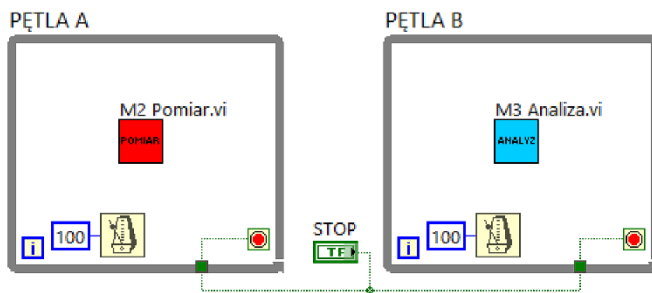 PĘTLA A
PĘTLA B
M2 Pomiar.vi
M3 Analiza.vi
POMIAR
ANALYZ
STOP
i
100
TF
i
100